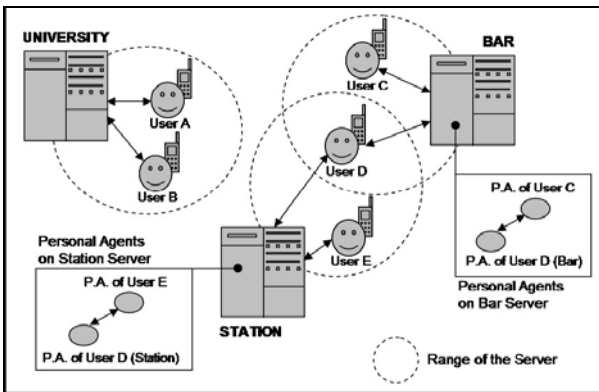 UNIVERSITY
BAR
User C
User A
User B
User D
P.A. of User C
P.A. of User D (Bar)
Personal Agents
on Bar Server
User E
Personal Agents
on Station Server
P.A. of User E
P.A. of User D (Station)
STATION
Range of the Server